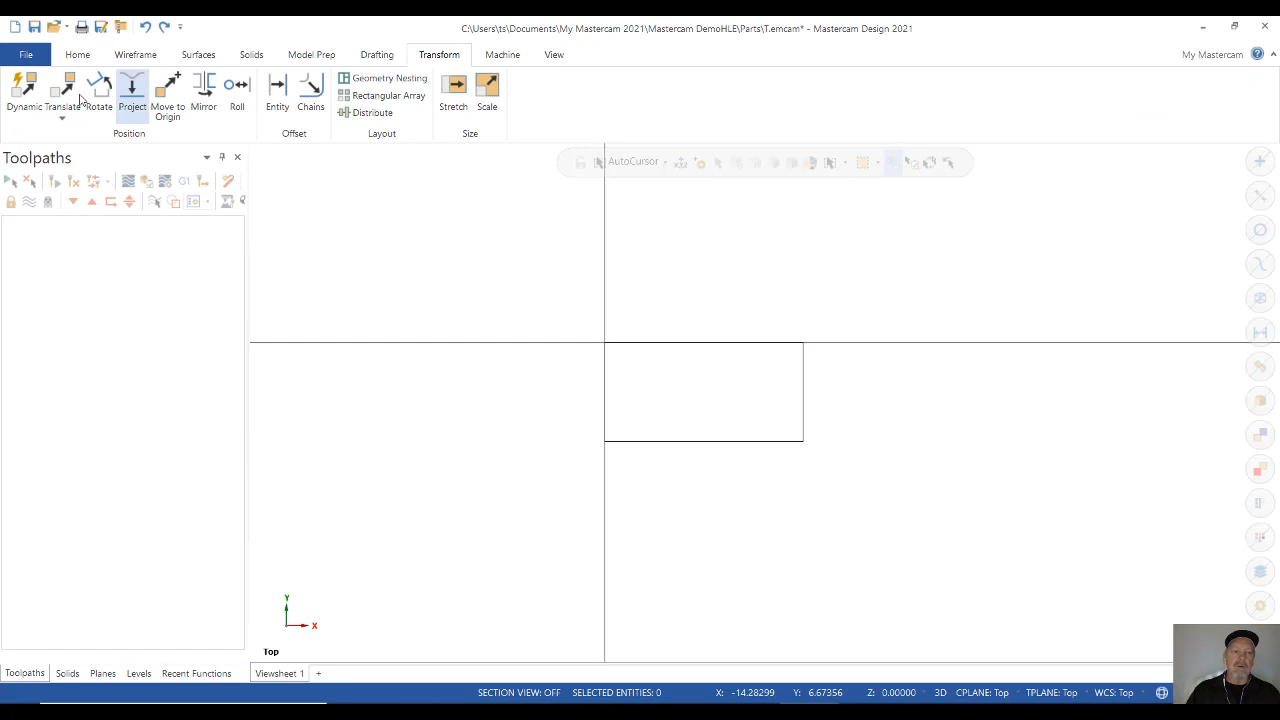 C:\Users\ts\Documents\My Mastercam 2021\Mastercam DemoHLE\Parts\T.emcam* - Mastercam Design 2021
File Home Wireframe Surfaces Solids Model Prep Drafting Transform Machine View My Mastercam
Dynamic Translate Rotate Project Move to Origin Mirror Roll Entity Chains Geometry Nesting Stretch Scale
Rectangular Array
Distribute
Position Offset Layout Size
Toolpaths
AutoCursor
G1
Y
X
Top
Toolpaths Solids Planes Levels Recent Functions Viewsheet 1 +
SECTION VIEW: OFF SELECTED ENTITIES: 0 X: -14.28299 Y: 6.67356 Z: 0.00000 3D CPLANE: Top TPLANE: Top WCS: Top